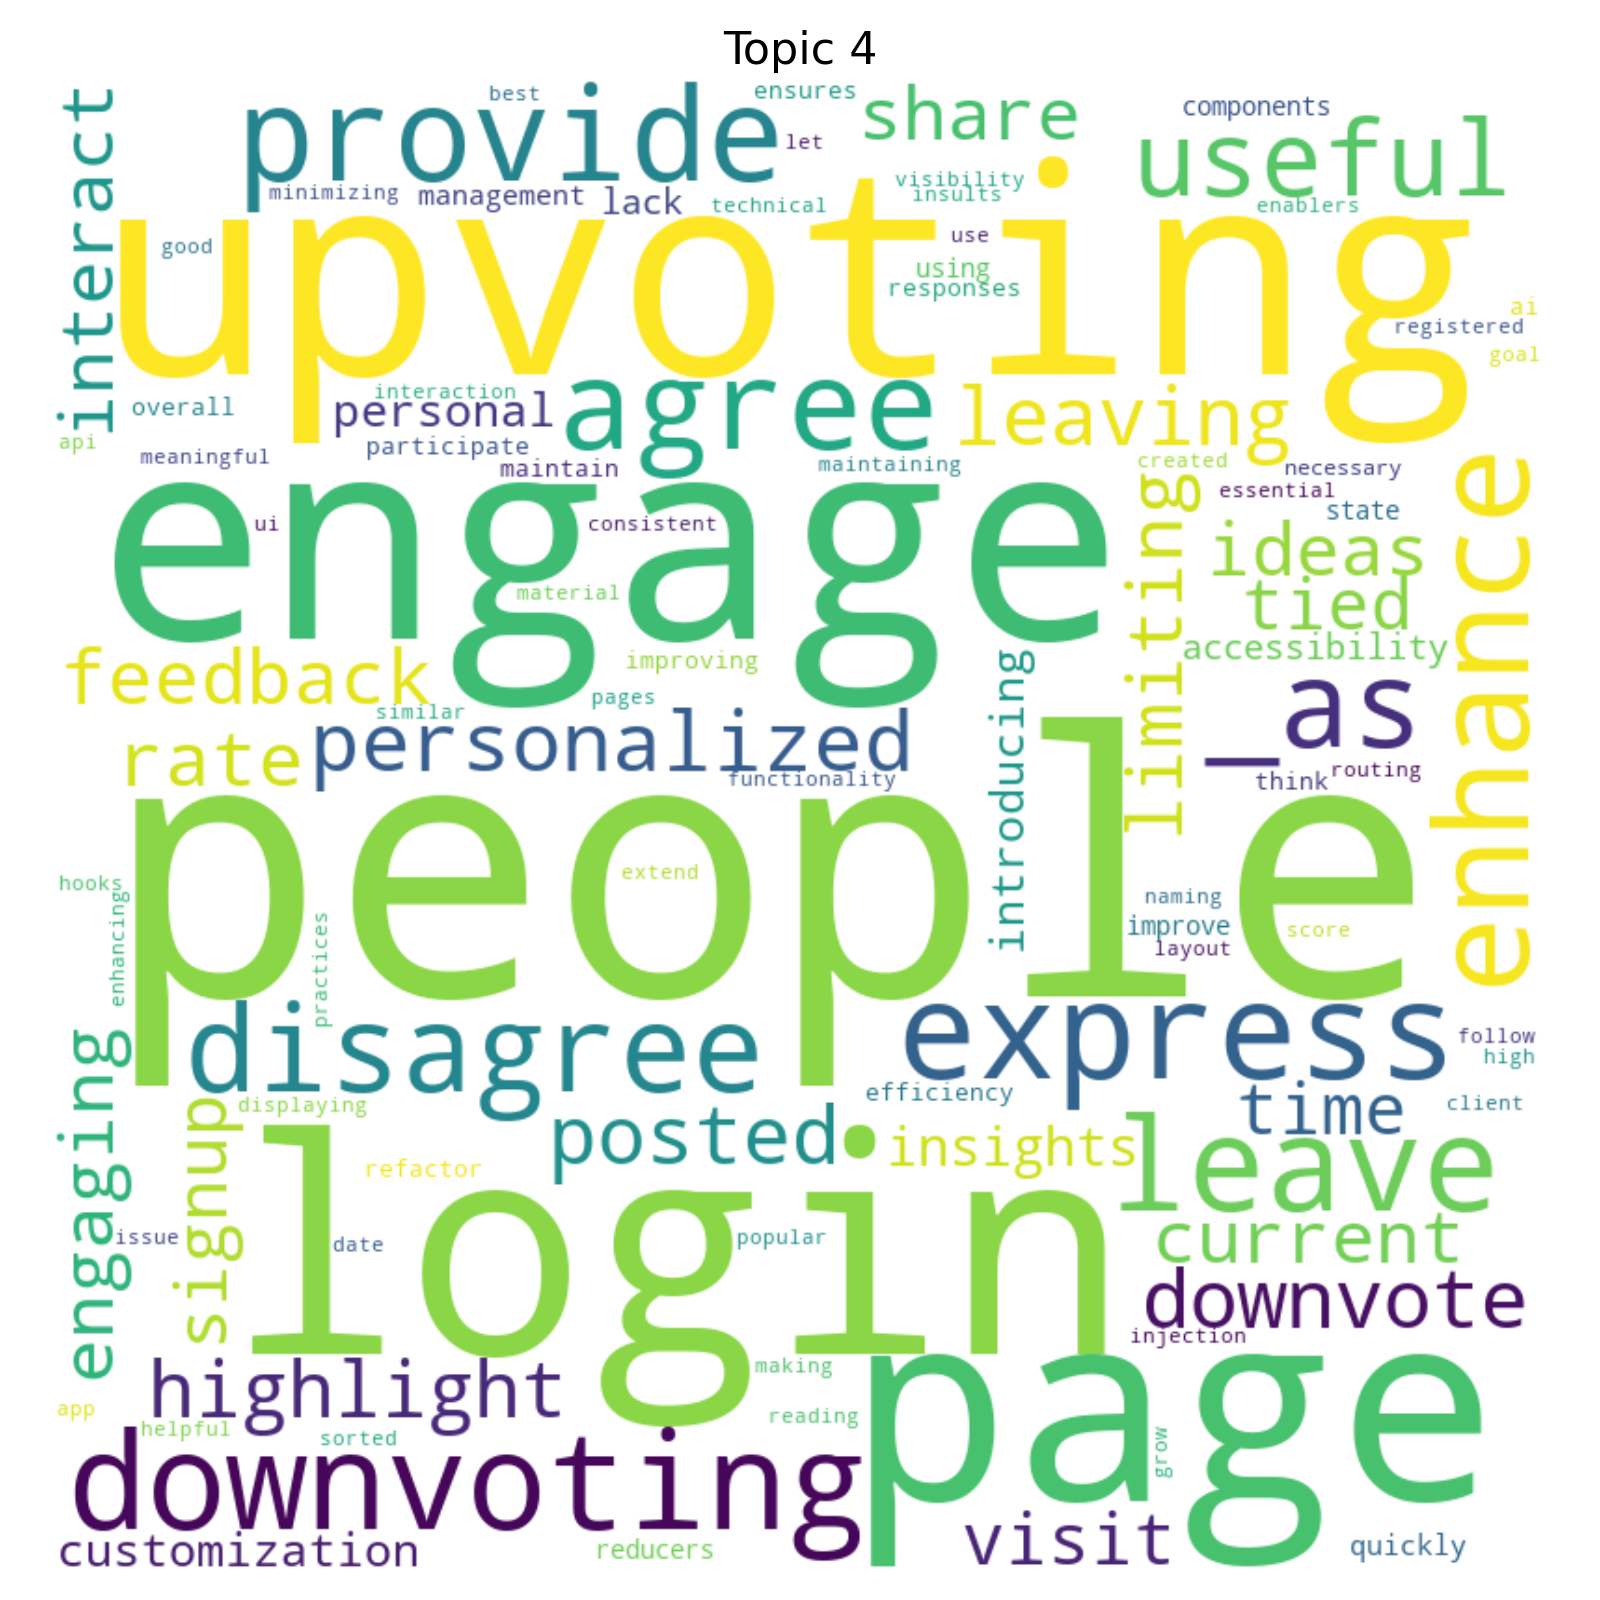 Topic 4
best
ensures
provide
share
components
let
useful
interact
minimizing
management
lack
technical
visibility
insults
enablers
upvoting
good
use
using
responses
ai
registered
goal
interaction
overall
personal
agree
leaving
api
participate
meaningful
maintain
maintaining
created
necessary
essential
enhance
engage
ui
consistent
state
limiting
ideas
material
tied
feedback
improving
accessibility
pages
similar
introducing
_as
rate
personalized
functionality
think
routing
people
extend
hooks
enhancing
practices
naming
improve
score
layout
disagree
express
follow
high
engaging
efficiency
time
client
signup
displaying
posted
insights
leave
refactor
login
issue
date
popular
current
downvote
injection
highlight
making
page
app
helpful
sorted
reading
grow
downvoting
visit
customization
reducers
quickly